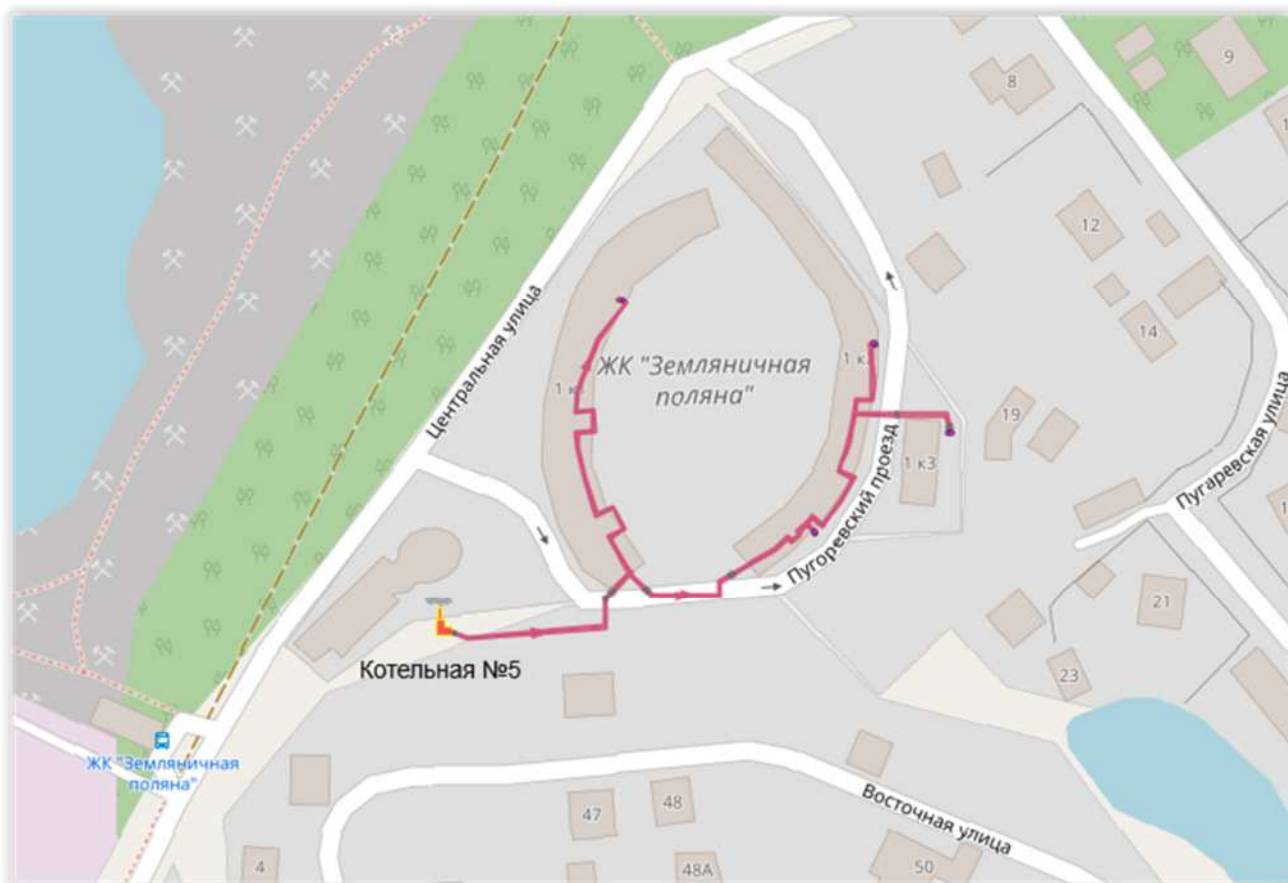 9
8
12
Центральная улица
14
ЖК "Земляничная
поляна"
1 к
1 к
19
Пугаревская улица
1 к3
Пугоревский проезд
21
Котельная №5
23
ЖК "Земляничная
поляна"
Восточная улица
47
48
4
48А
50